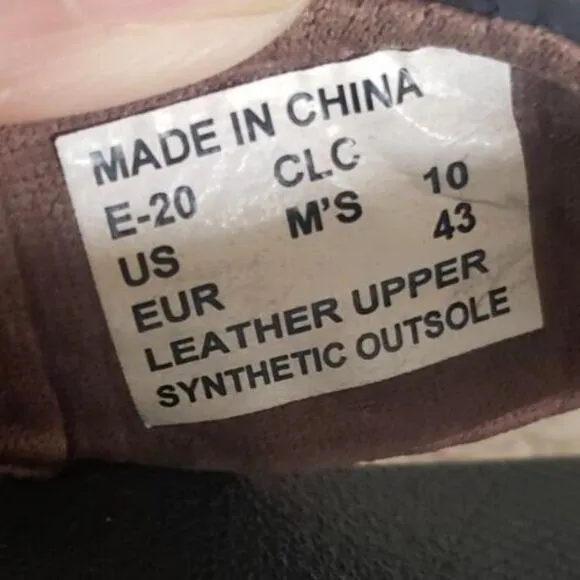 MADE IN CHINA
E-20 CLC
US M'S 10
EUR 43
LEATHER UPPER
SYNTHETIC OUTSOLE